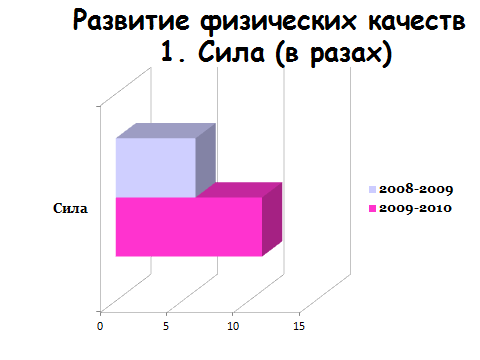 Развитие физических качеств
1. Сила (в разах)
2008-2009
2009-2010
Сила
0 5 10 15